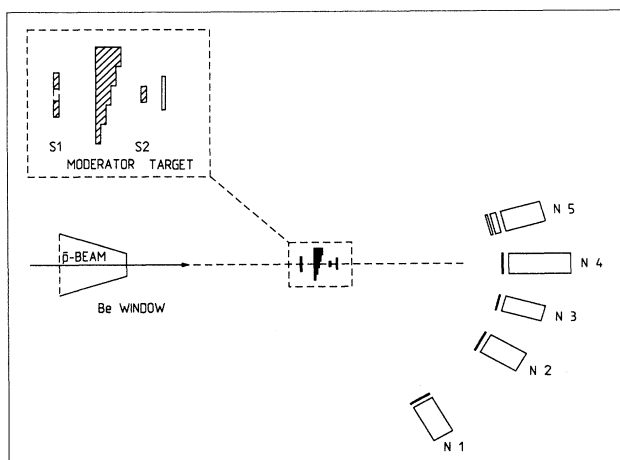 S1
S2
MODERATOR TARGET
p̄-BEAM
Be WINDOW
N 5
N 4
N 3
N 2
N 1